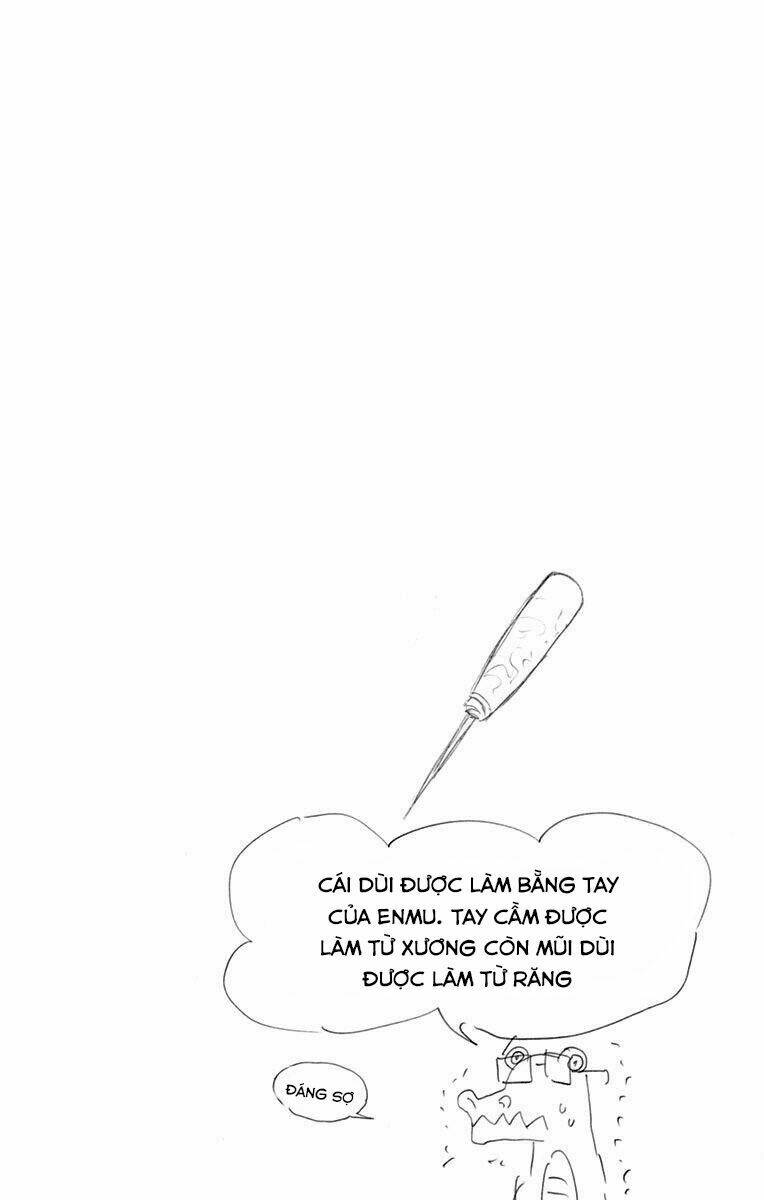 CÁI DÙI ĐƯỢC LÀM BẰNG TAY
CỦA ENMU. TAY CẦM ĐƯỢC
LÀM TỪ XƯƠNG CÒN MŨI DÙI
ĐƯỢC LÀM TỪ RĂNG
ĐÁNG SỢ